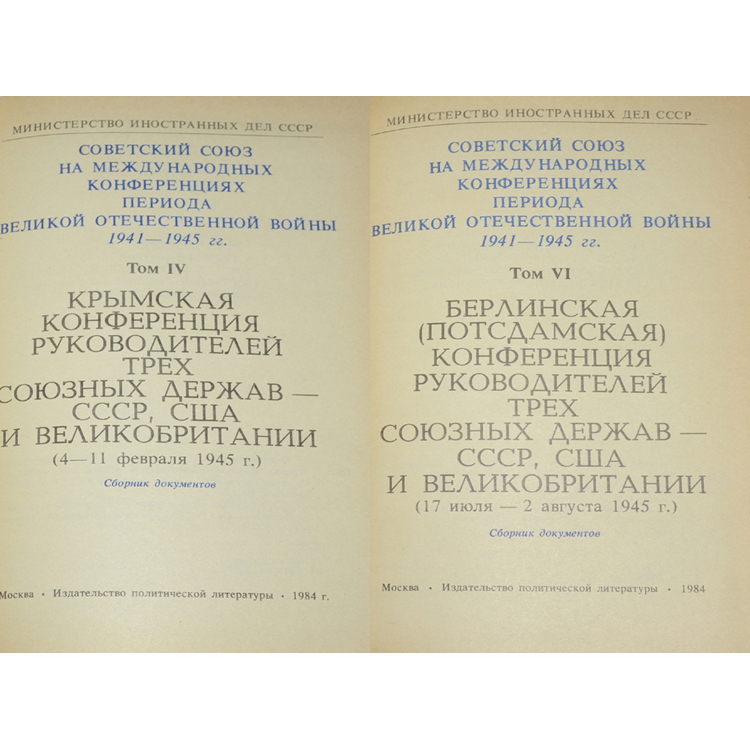 МИНИСТЕРСТВО ИНОСТРАННЫХ ДЕЛ СССР
СОВЕТСКИЙ СОЮЗ
НА МЕЖДУНАРОДНЫХ
КОНФЕРЕНЦИЯХ
ПЕРИОДА
ВЕЛИКОЙ ОТЕЧЕСТВЕННОЙ ВОЙНЫ
1941—1945 гг.
Том IV
КРЫМСКАЯ
КОНФЕРЕНЦИЯ
РУКОВОДИТЕЛЕЙ
ТРЕХ
СОЮЗНЫХ ДЕРЖАВ —
СССР, США
И ВЕЛИКОБРИТАНИИ
(4—11 февраля 1945 г.)
Сборник документов
Москва • Издательство политической литературы • 1984 г.
МИНИСТЕРСТВО ИНОСТРАННЫХ ДЕЛ СССР
СОВЕТСКИЙ СОЮЗ
НА МЕЖДУНАРОДНЫХ
КОНФЕРЕНЦИЯХ
ПЕРИОДА
ВЕЛИКОЙ ОТЕЧЕСТВЕННОЙ ВОЙНЫ
1941—1945 гг.
Том VI
БЕРЛИНСКАЯ
(ПОТСДАМСКАЯ)
КОНФЕРЕНЦИЯ
РУКОВОДИТЕЛЕЙ
ТРЕХ
СОЮЗНЫХ ДЕРЖАВ —
СССР, США
И ВЕЛИКОБРИТАНИИ
(17 июля — 2 августа 1945 г.)
Сборник документов
Москва • Издательство политической литературы • 1984